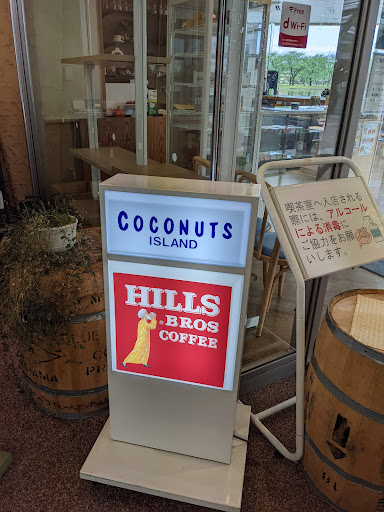 Free
d Wi-Fi
COCONUTS
ISLAND
HILLS
BROS
COFFEE
喫茶室へ入店される
際には、アルコール
による消毒に
ご協力をお願
いします。